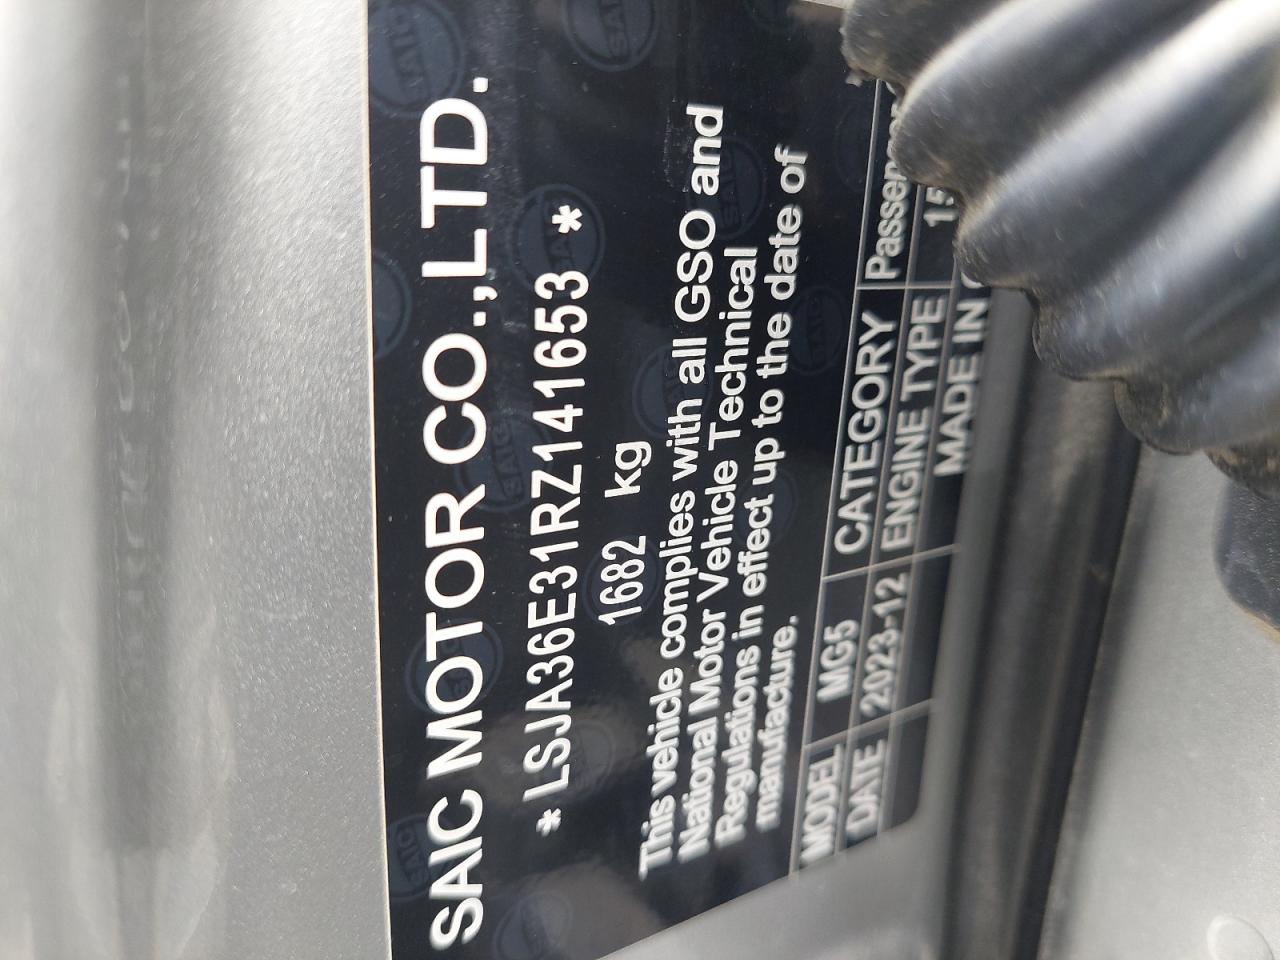 SAIC MOTOR CO.,LTD.
* LSJA36E31RZ141653 *
1682 kg
This vehicle complies with all GSO and
National Motor Vehicle Technical
Regulations in effect up to the date of
manufacture.
MODEL MG5 CATEGORY
DATE 2023-12 ENGINE TYPE 15
MADE IN